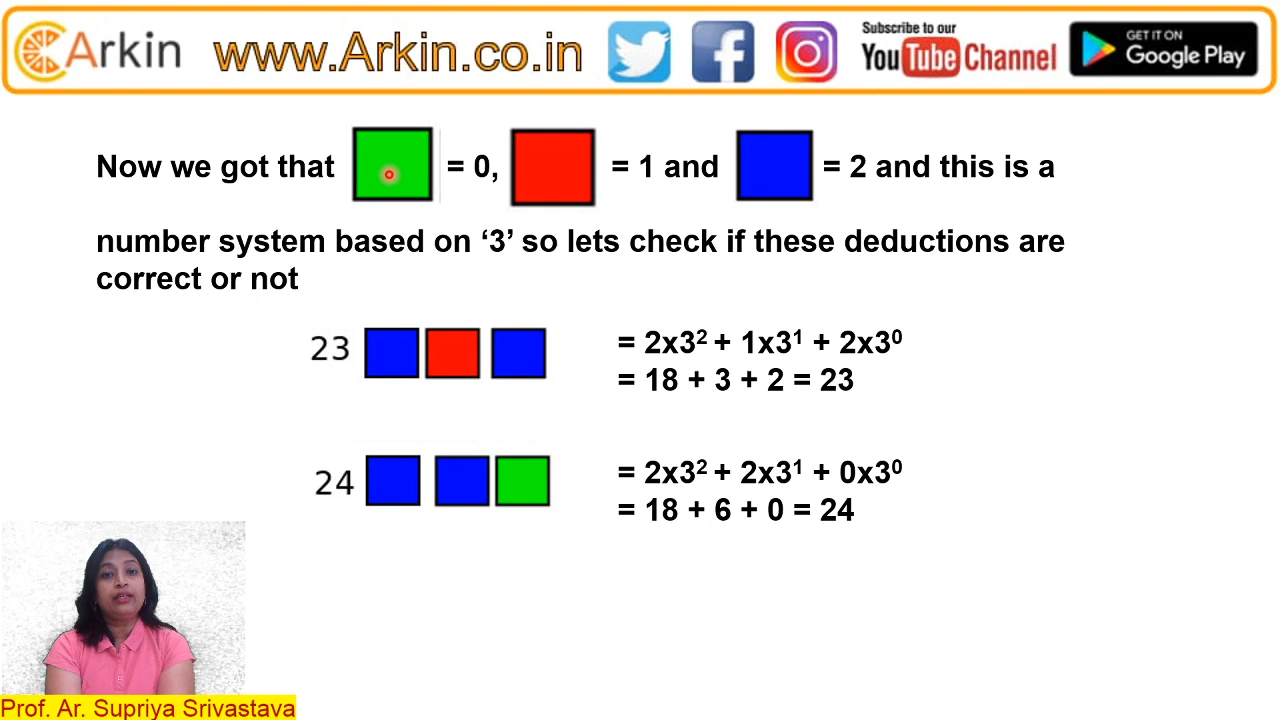 Arkin www.Arkin.co.in Subscribe to our YouTube Channel GET IT ON Google Play
Now we got that = 0, = 1 and = 2 and this is a
number system based on ‘3’ so lets check if these deductions are
correct or not
23 = 2x3² + 1x3¹ + 2x3⁰
= 18 + 3 + 2 = 23
24 = 2x3² + 2x3¹ + 0x3⁰
= 18 + 6 + 0 = 24
Prof. Ar. Supriya Srivastava